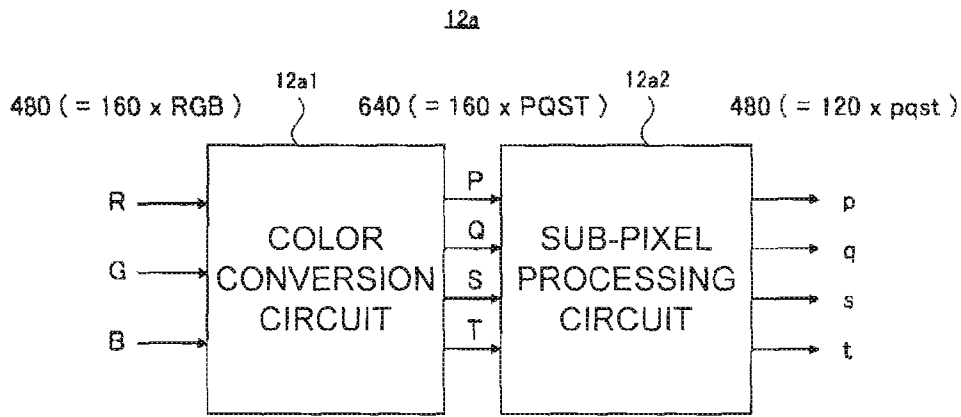 12a
12a1
12a2
480 ( = 160 x RGB)
640 ( = 160 x PQST )
480 ( = 120 x pqst )
R
G
B
COLOR
CONVERSION
CIRCUIT
P
Q
S
T
SUB-PIXEL
PROCESSING
CIRCUIT
p
q
s
t